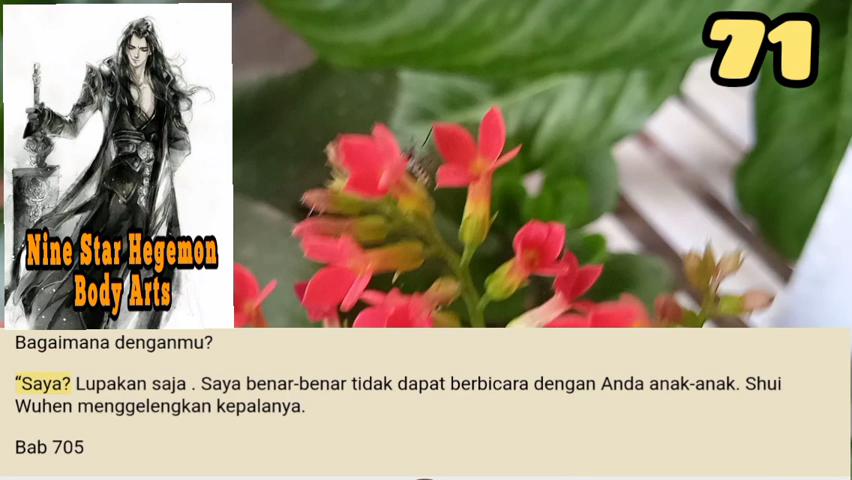 71
Nine Star Hegemon
Body Arts
Bagaimana denganmu?
“Saya? Lupakan saja . Saya benar-benar tidak dapat berbicara dengan Anda anak-anak. Shui
Wuhen menggelengkan kepalanya.
Bab 705